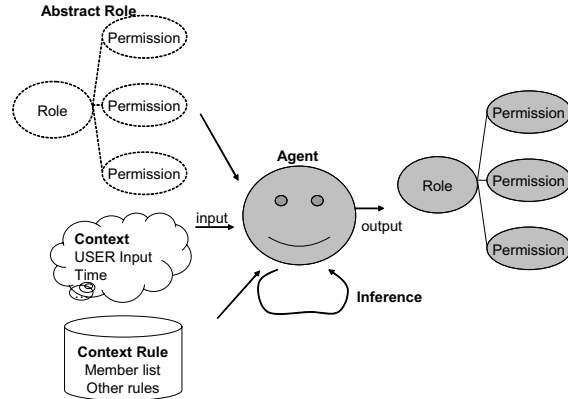 Abstract Role
Permission
Role
Permission
Permission
Agent
input
output
Context
USER Input
Time
Context Rule
Member list
Other rules
Inference
Permission
Role
Permission
Permission